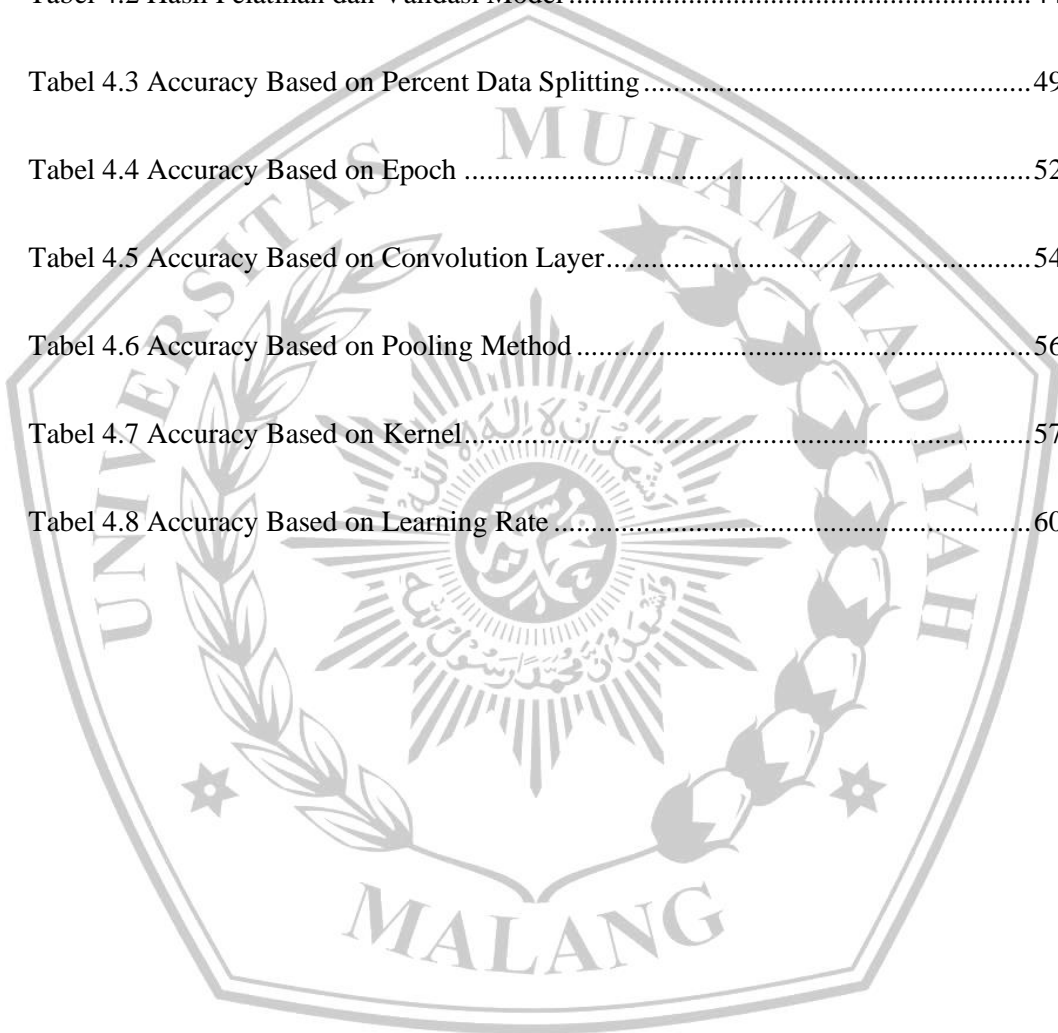 Tabel 4.2 Hasil Pelatihan dan Validasi Model
Tabel 4.3 Accuracy Based on Percent Data Splitting ........ 49
Tabel 4.4 Accuracy Based on Epoch ........ 52
Tabel 4.5 Accuracy Based on Convolution Layer ........ 54
Tabel 4.6 Accuracy Based on Pooling Method ........ 56
Tabel 4.7 Accuracy Based on Kernel ........ 57
Tabel 4.8 Accuracy Based on Learning Rate ........ 60
UNIVERSITAS MUHAMMADIYAH
MALANG